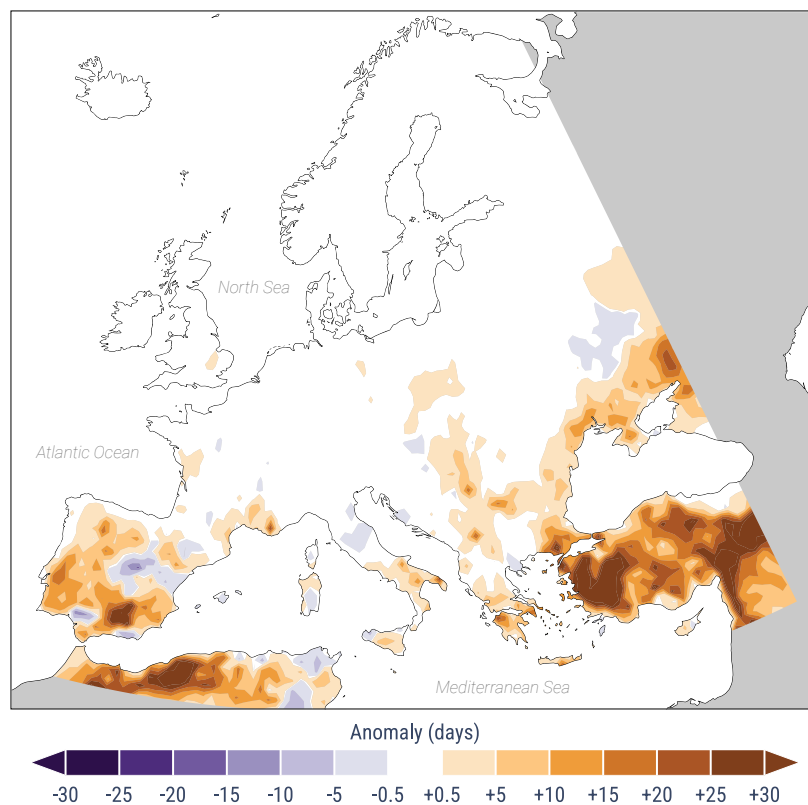 North Sea
Atlantic Ocean
Mediterranean Sea
Anomaly (days)
-30 -25 -20 -15 -10 -5 -0.5 +0.5 +5 +10 +15 +20 +25 +30